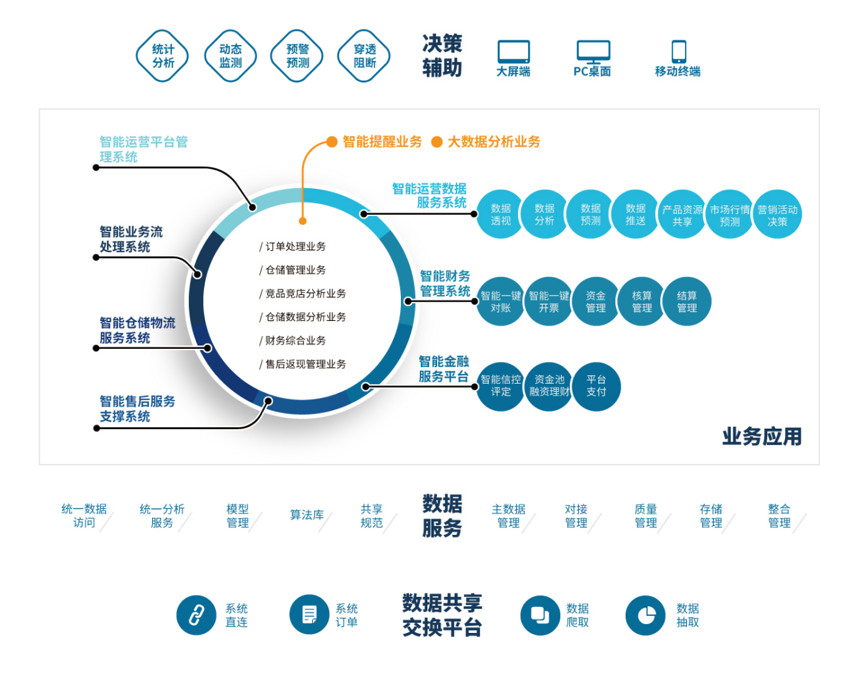 统计
分析
动态
监测
预警
预测
穿透
阻断
决策
辅助
大屏端
PC桌面
移动终端
智能运营平台管
理系统
智能提醒业务
大数据分析业务
智能运营数据
服务系统
数据
透视
数据
分析
数据
预测
数据
推送
产品资源
共享
市场行情
预测
营销活动
决策
智能业务流
处理系统
/ 订单处理业务
/ 仓储管理业务
/ 竞品竞店分析业务
/ 仓储数据分析业务
/ 财务综合业务
/ 售后返现管理业务
智能财务
管理系统
智能一键
对账
智能一键
开票
资金
管理
核算
管理
结算
管理
智能仓储物流
服务系统
智能金融
服务平台
智能信控
评定
资金池
融资理财
平台
支付
智能售后服务
支撑系统
业务应用
统一数据
访问
统一分析
服务
模型
管理
算法库
共享
规范
数据
服务
主数据
管理
对接
管理
质量
管理
存储
管理
整合
管理
系统
直连
系统
订单
数据共享
交换平台
数据
爬取
数据
抽取